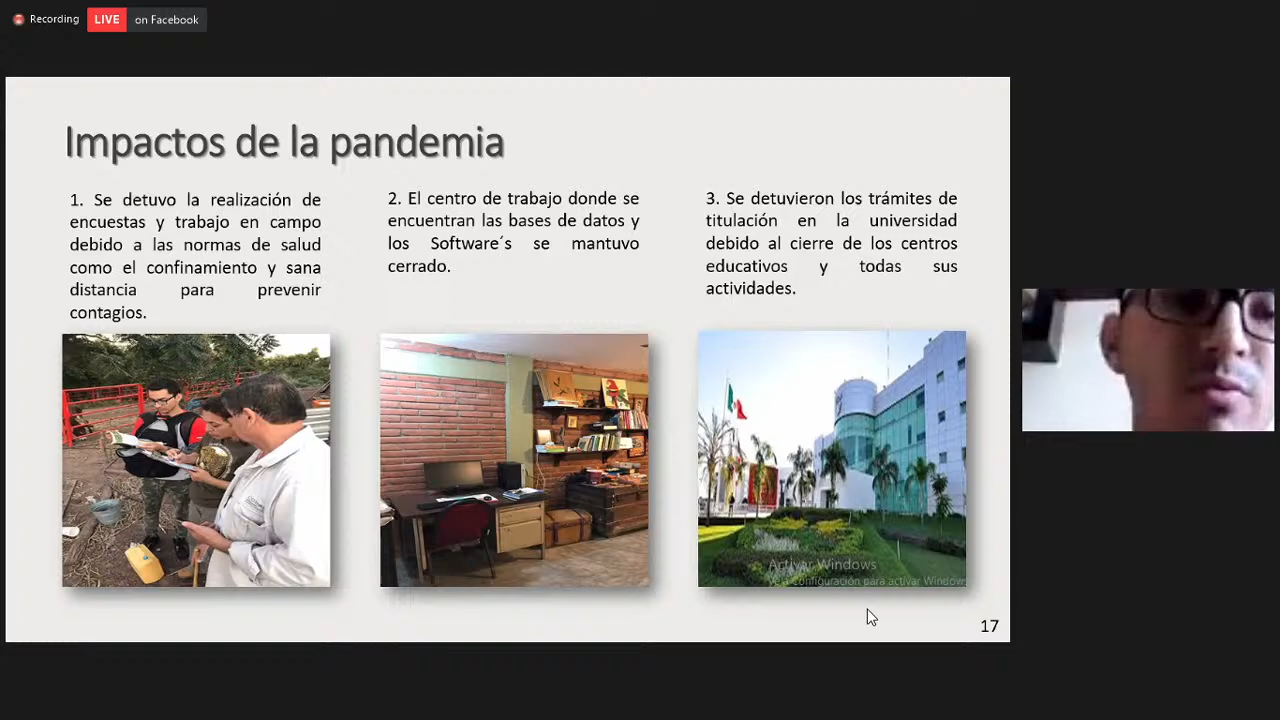 Recording
LIVE on Facebook
Impactos de la pandemia
1. Se detuvo la realización de
encuestas y trabajo en campo
debido a las normas de salud
como el confinamiento y sana
distancia para prevenir
contagios.
2. El centro de trabajo donde se
encuentran las bases de datos y
los Software´s se mantuvo
cerrado.
3. Se detuvieron los trámites de
titulación en la universidad
debido al cierre de los centros
educativos y todas sus
actividades.
Activar Windows
Ve a Configuración para activar Windows
17